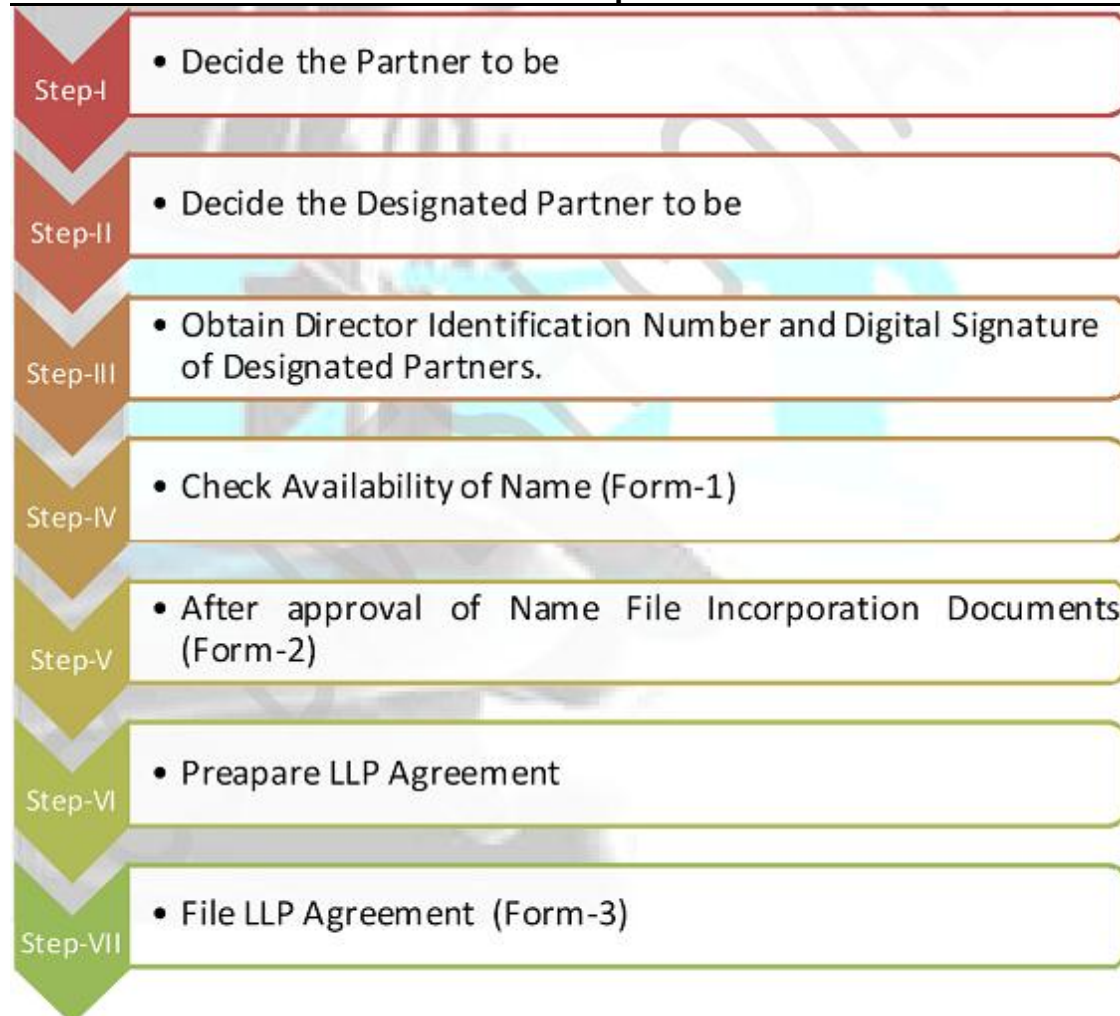 Step-I
• Decide the Partner to be
Step-II
• Decide the Designated Partner to be
Step-III
• Obtain Director Identification Number and Digital Signature
of Designated Partners.
Step-IV
• Check Availability of Name (Form-1)
Step-V
• After approval of Name File Incorporation Documents
(Form-2)
Step-VI
• Preapare LLP Agreement
Step-VII
• File LLP Agreement (Form-3)